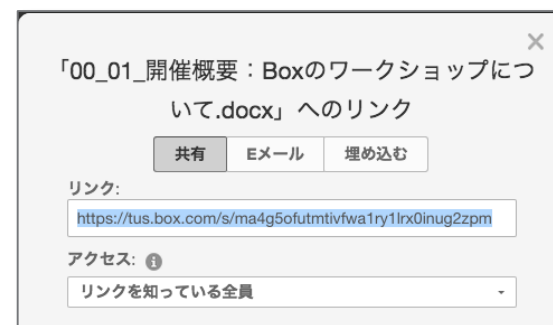 「00_01_開催概要：Boxのワークショップにつ
いて.docx」へのリンク
共有 Eメール 埋め込む
リンク:
https://tus.box.com/s/ma4g5ofutmtivfwa1ry1lrx0inug2zpm
アクセス:
リンクを知っている全員